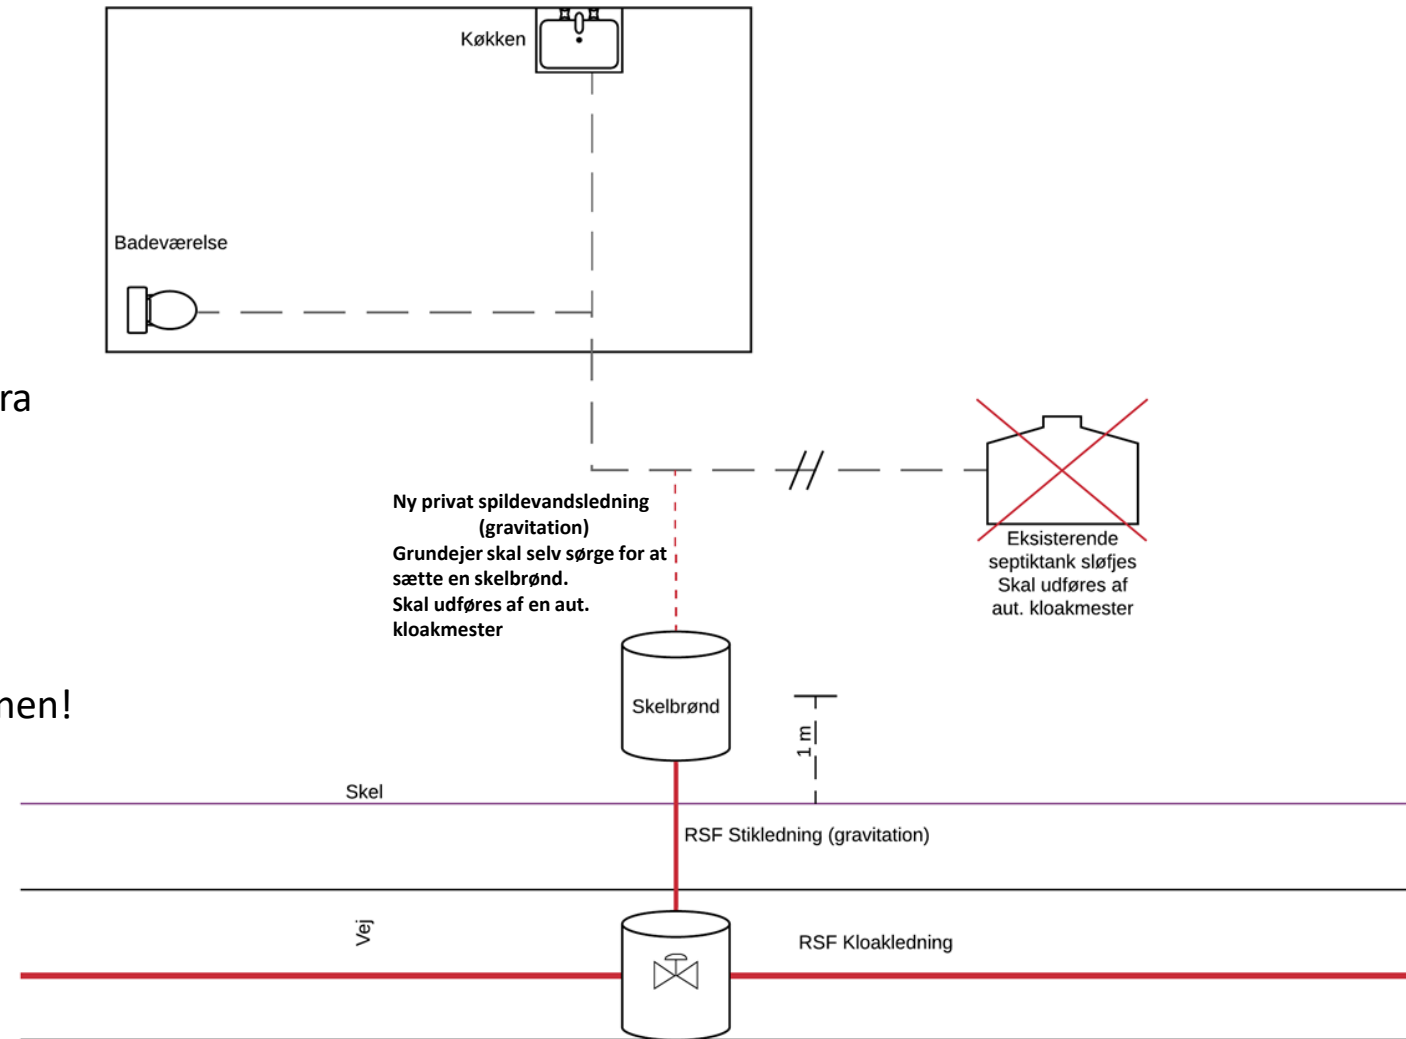 Køkken
Badeværelse
ra
Ny privat spildevandsledning
(gravitation)
Grundejer skal selv sørge for at
sætte en skelbrønd.
Skal udføres af en aut.
kloakmester
Eksisterende
septiktank sløfjes
Skal udføres af
aut. kloakmester
nen!
Skelbrønd
1 m
Skel
RSF Stikledning (gravitation)
Vej
RSF Kloakledning